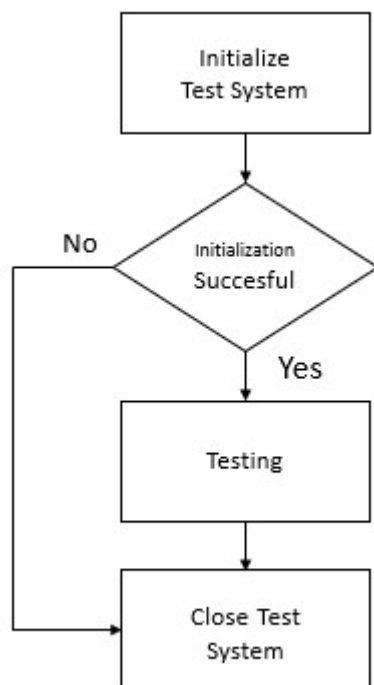 Initialize
Test System
No
Initialization
Succesful
Yes
Testing
Close Test
System